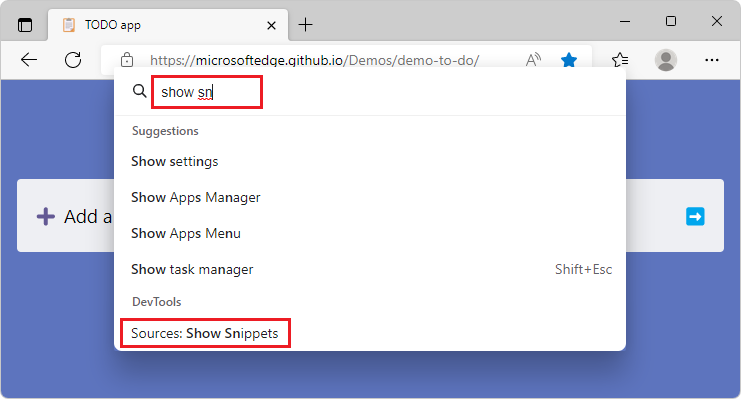 TODO app
https://microsoftedge.github.io/Demos/demo-to-do/
show sn
Suggestions
Show settings
Show Apps Manager
Show Apps Menu
Show task manager Shift+Esc
DevTools
Sources: Show Snippets
Add a